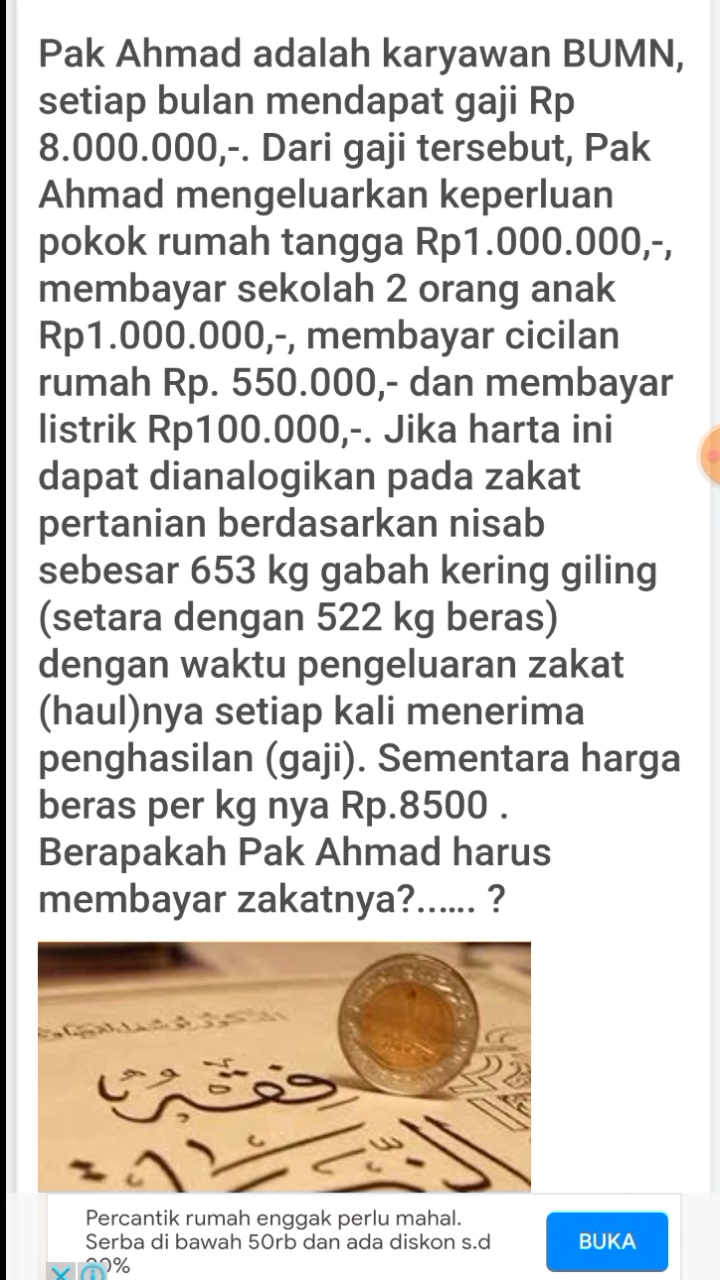 Pak Ahmad adalah karyawan BUMN,
setiap bulan mendapat gaji Rp
8.000.000,-. Dari gaji tersebut, Pak
Ahmad mengeluarkan keperluan
pokok rumah tangga Rp1.000.000,-,
membayar sekolah 2 orang anak
Rp1.000.000,-, membayar cicilan
rumah Rp. 550.000,- dan membayar
listrik Rp100.000,-. Jika harta ini
dapat dianalogikan pada zakat
pertanian berdasarkan nisab
sebesar 653 kg gabah kering giling
(setara dengan 522 kg beras)
dengan waktu pengeluaran zakat
(haul)nya setiap kali menerima
penghasilan (gaji). Sementara harga
beras per kg nya Rp.8500 .
Berapakah Pak Ahmad harus
membayar zakatnya?...... ?
فقه
Percantik rumah enggak perlu mahal.
Serba di bawah 50rb dan ada diskon s.d
BUKA